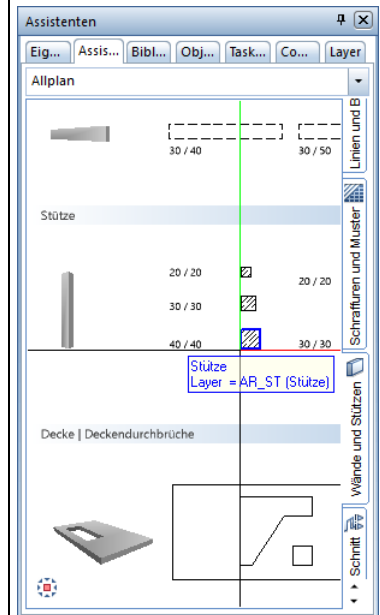 Assistenten
Eig... Assis... Bibl... Obj... Task... Co... Layer
Allplan
30 / 40 30 / 50
Linien und B
Stütze
Schraffuren und Muster
20 / 20 20 / 20
30 / 30
40 / 40 30 / 30
Stütze
Layer = AR_ST (Stütze)
Wände und Stützen
Decke | Deckendurchbrüche
Schnitt